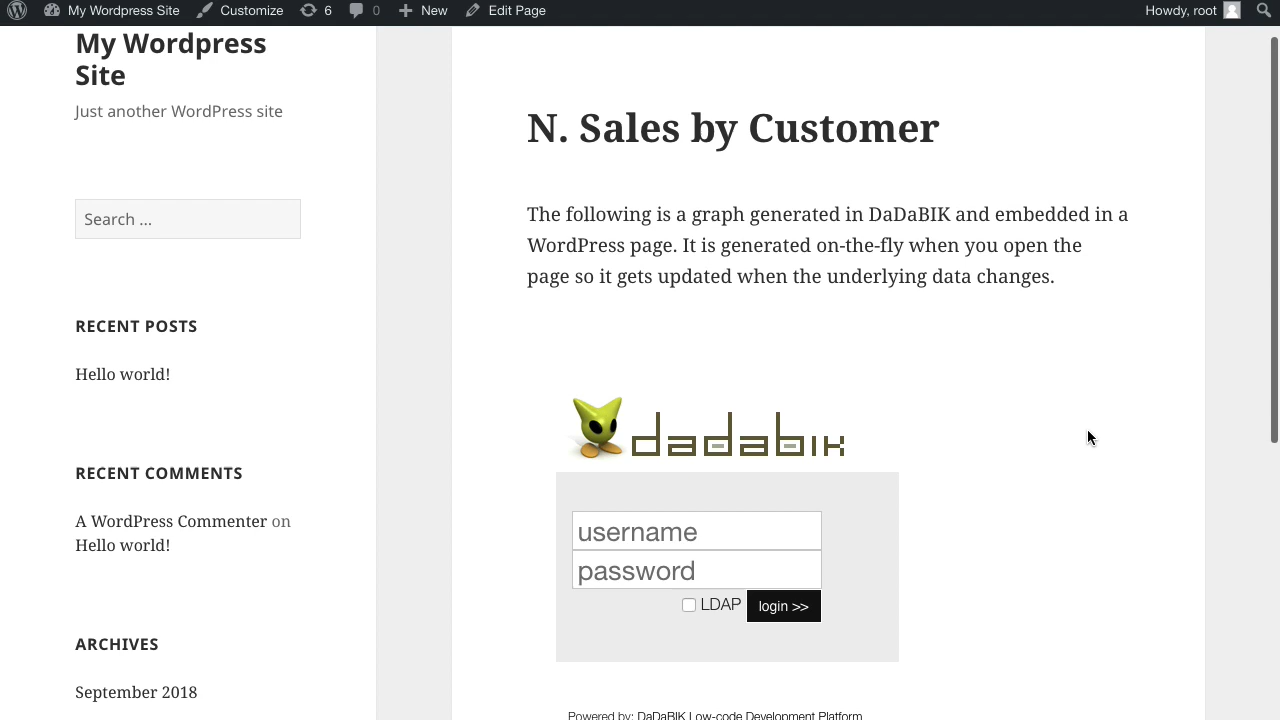 My Wordpress Site
Customize
6
0
New
Edit Page
Howdy, root
My Wordpress
Site
Just another WordPress site
Search ...
RECENT POSTS
Hello world!
RECENT COMMENTS
A WordPress Commenter on
Hello world!
ARCHIVES
September 2018
N. Sales by Customer
The following is a graph generated in DaDaBIK and embedded in a
WordPress page. It is generated on-the-fly when you open the
page so it gets updated when the underlying data changes.
dadabik
username
password
LDAP
login >>
Powered by: DaDaBIK Low-code Development Platform